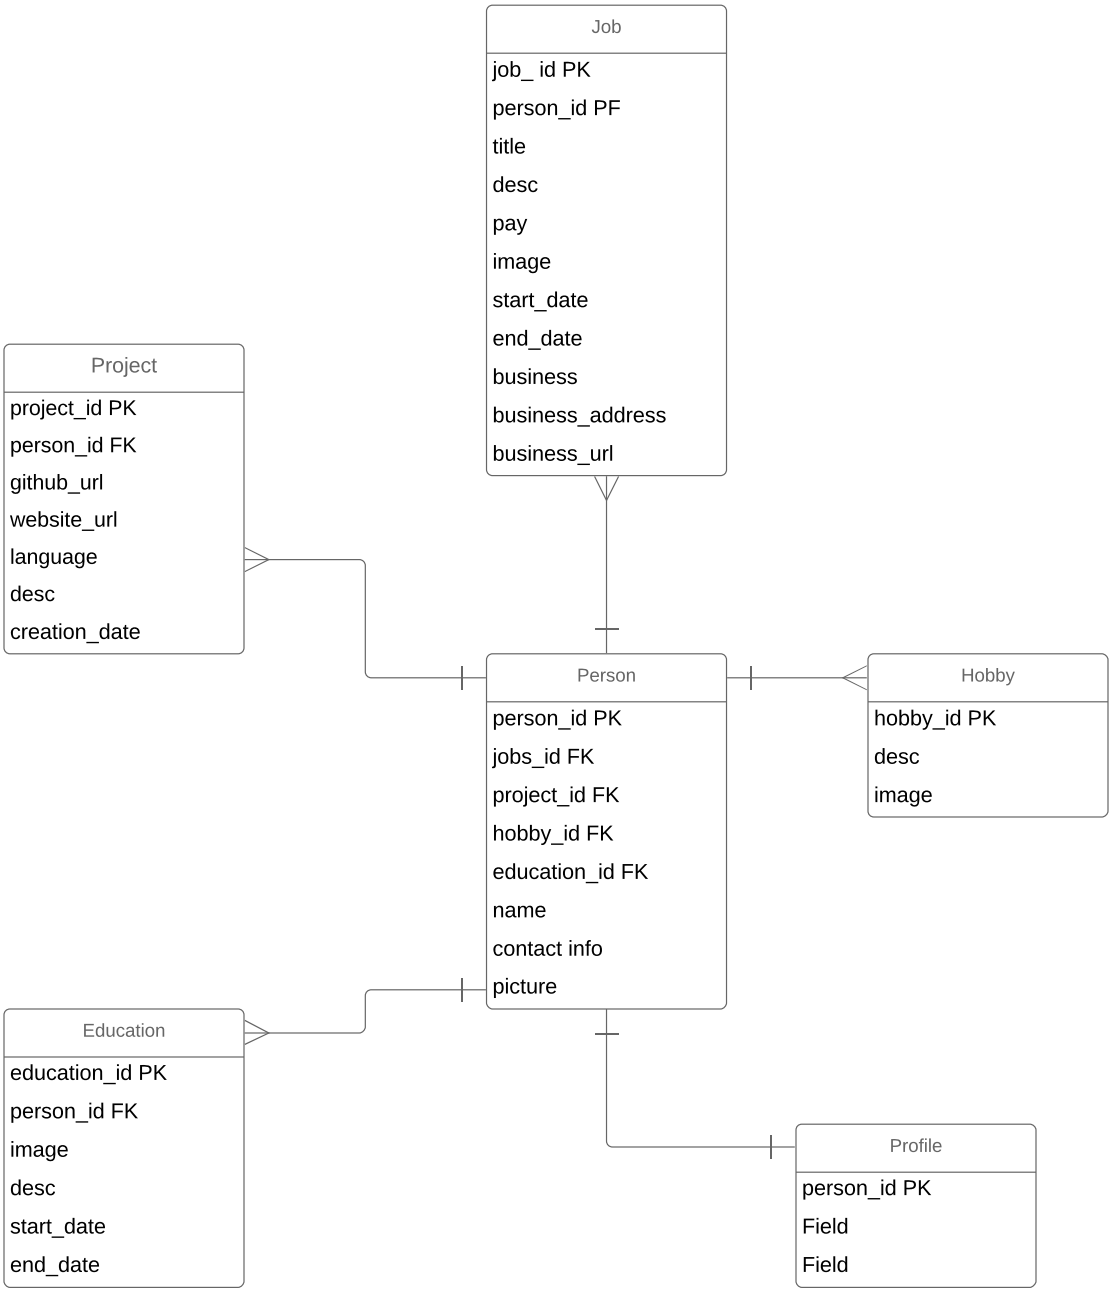 Job
job_ id PK
person_id PF
title
desc
pay
image
start_date
end_date
business
business_address
business_url
Project
project_id PK
person_id FK
github_url
website_url
language
desc
creation_date
Person
person_id PK
jobs_id FK
project_id FK
hobby_id FK
education_id FK
name
contact info
picture
Hobby
hobby_id PK
desc
image
Education
education_id PK
person_id FK
image
desc
start_date
end_date
Profile
person_id PK
Field
Field